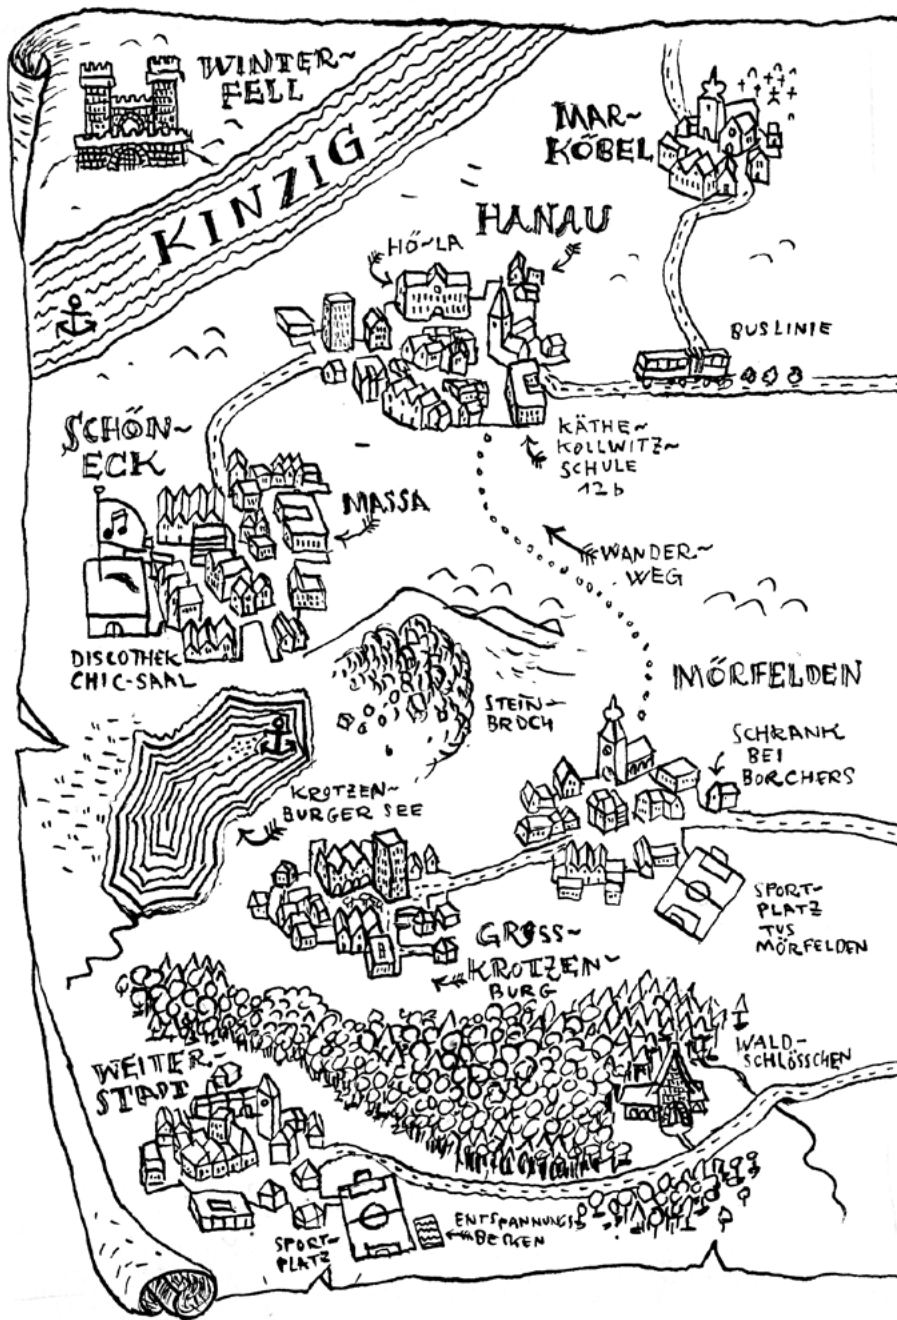 WINTER-
FELL
KINZIG
MAR-
KÖBEL
HANAU
HÖ-LA
BUSLINIE
SCHÖN-
ECK
KÄTHE-
KOLLWITZ-
SCHULE
12b
MASSA
WANDER-
WEG
DISCOTHEK
CHIC-SAAL
STEIN-
BRUCH
MÖRFELDEN
SCHRANK
BEI
BORCHERS
KROTZEN-
BURGER SEE
SPORT-
PLATZ
TUS
MÖRFELDEN
GROSS-
KROTZEN-
BURG
WALD-
SCHLÖSSCHEN
WEITER-
STADT
ENTSPANNUNGS
BECKEN
SPORT-
PLATZ